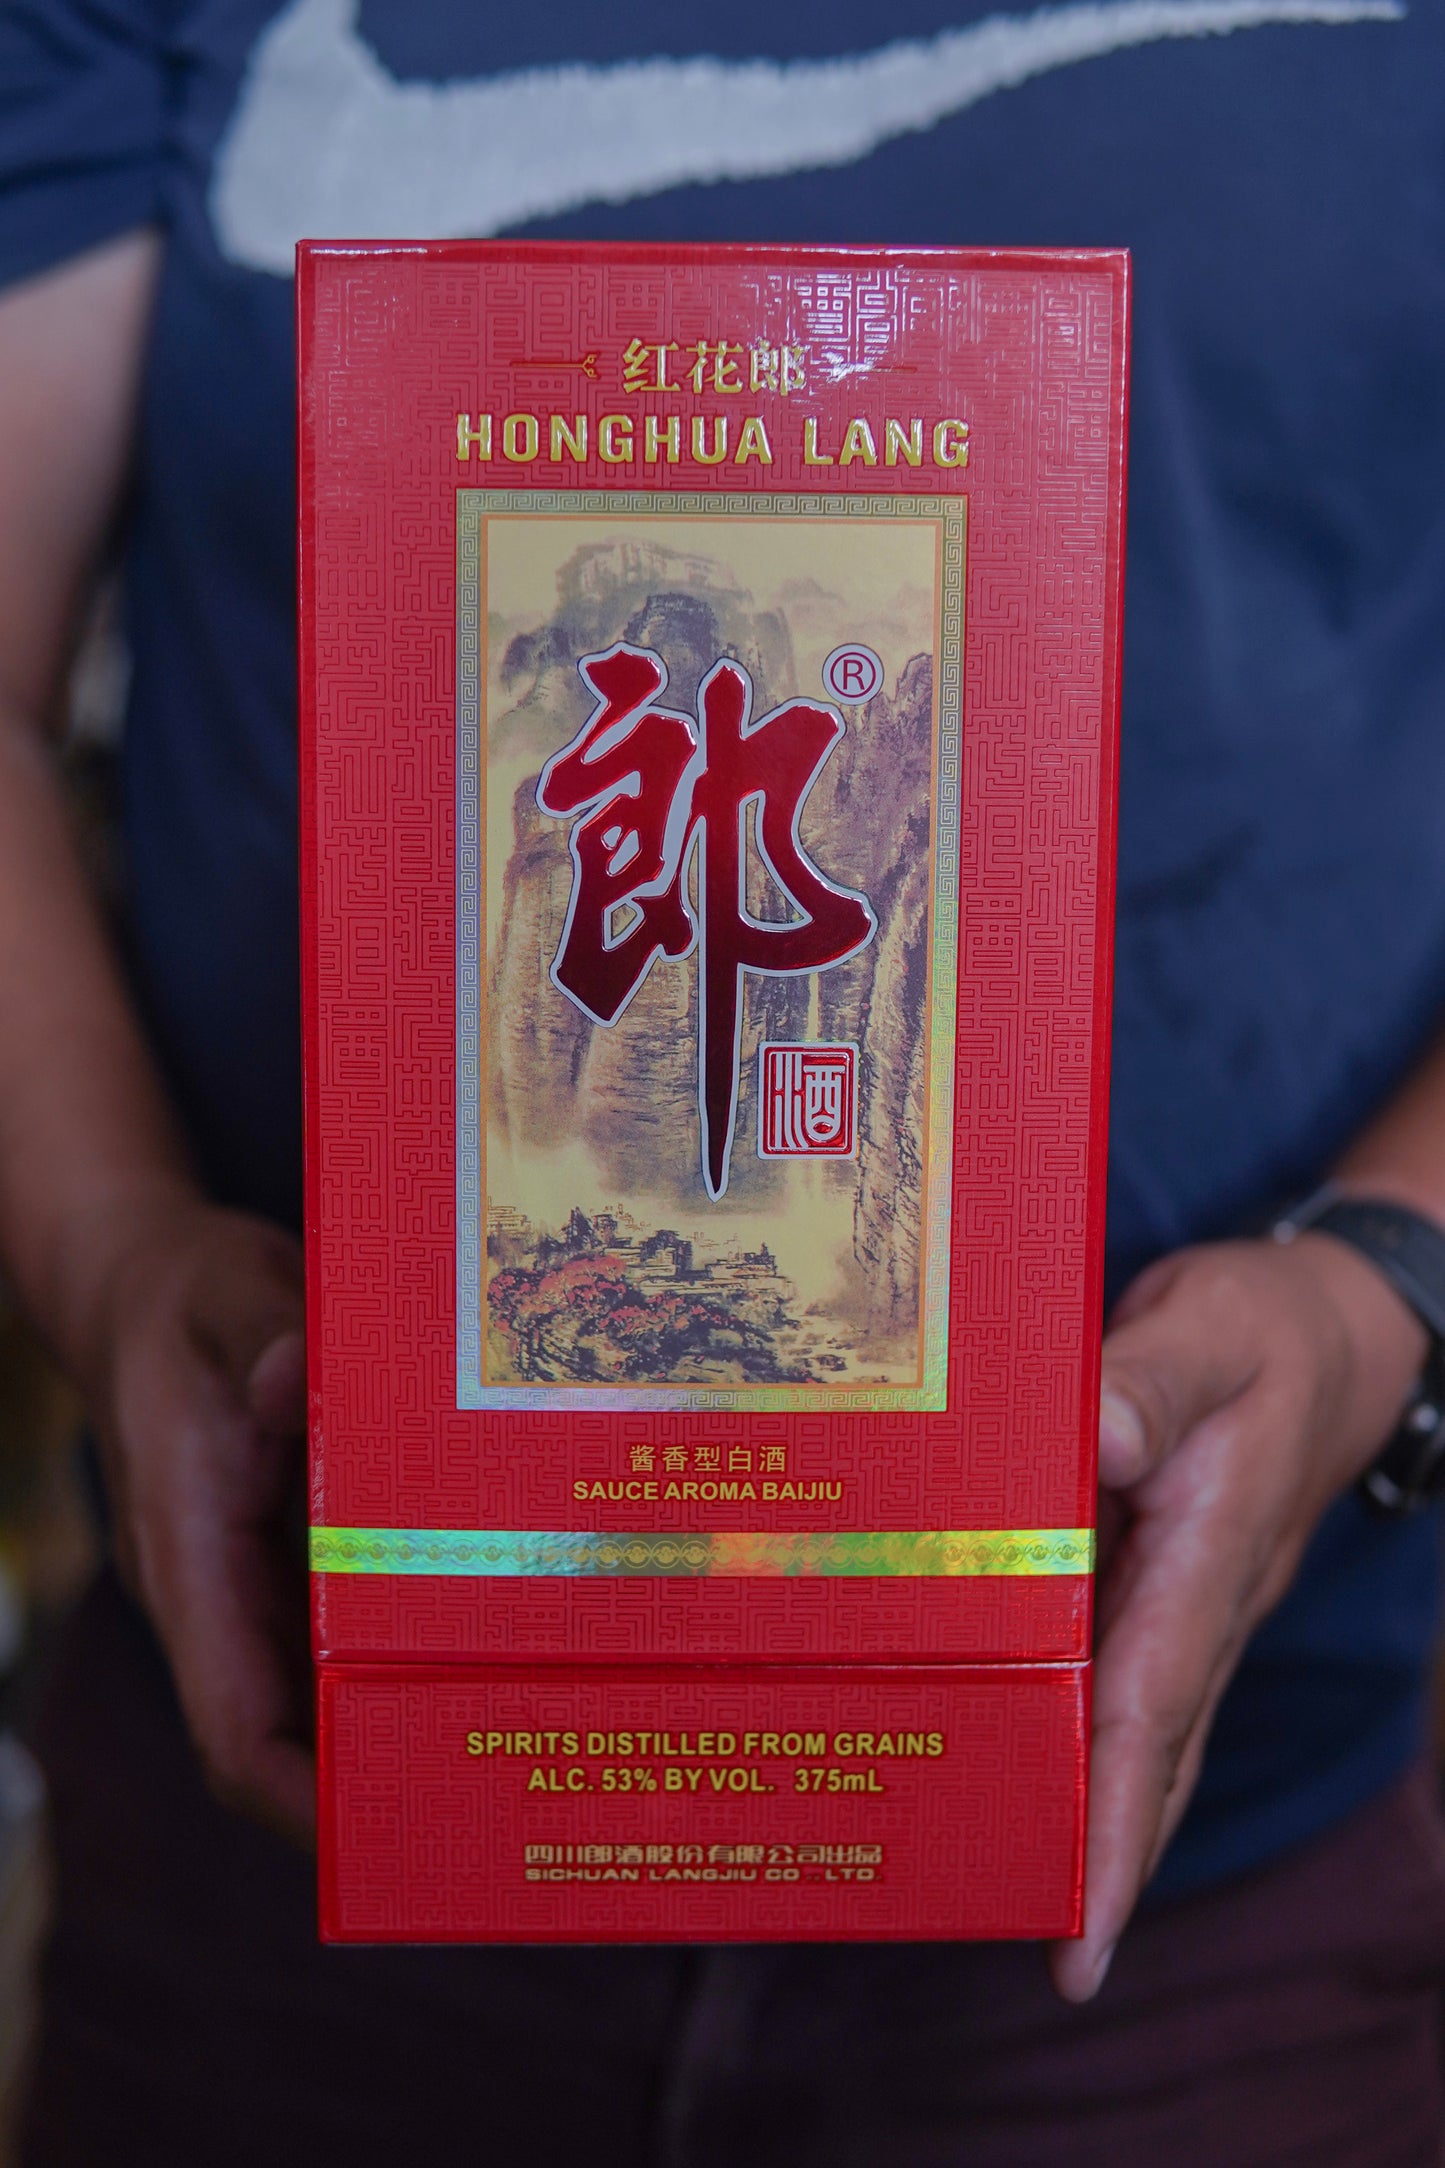 红花郎
HONGHUA LANG
郎®
酒
酱香型白酒
SAUCE AROMA BAIJIU
SPIRITS DISTILLED FROM GRAINS
ALC. 53% BY VOL. 375mL
四川郎酒股份有限公司出品
SICHUAN LANGJIU CO., LTD.